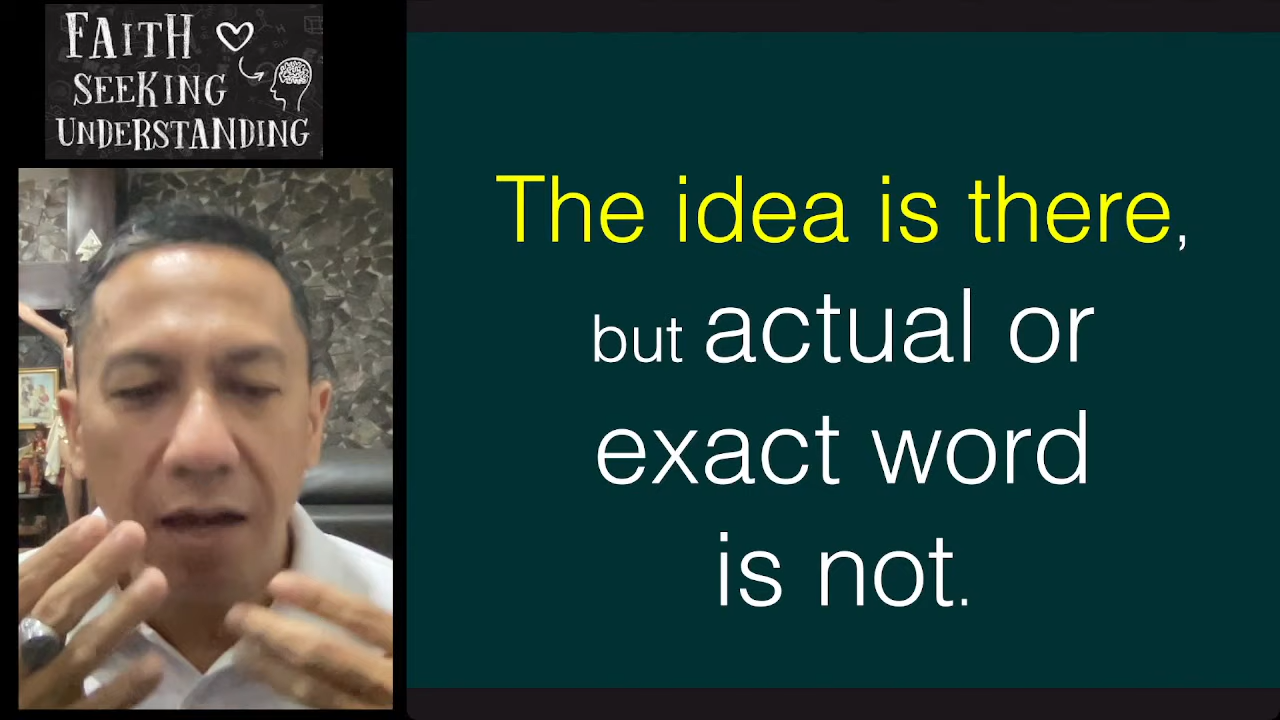 FAITH
SEEKING
UNDERSTANDING
The idea is there,
but actual or
exact word
is not.